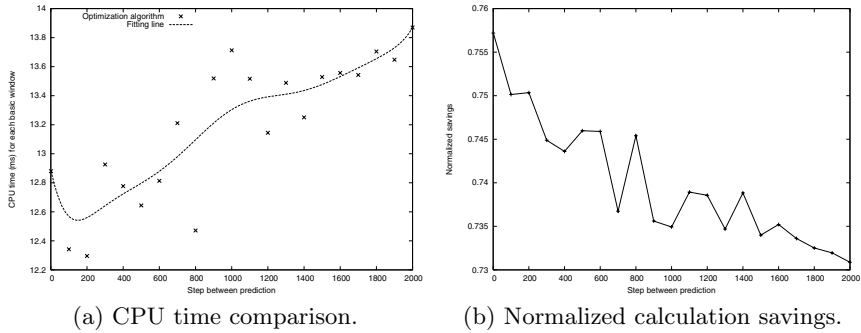 14
13.8
13.6
13.4
13.2
13
12.8
12.6
12.4
12.2
CPU time (ms) for each basic window
Optimization algorithm
Fitting line
0 200 400 600 800 1000 1200 1400 1600 1800 2000
Step between prediction
(a) CPU time comparison.
0.76
0.755
0.75
0.745
0.74
0.735
0.73
Normalized savings
0 200 400 600 800 1000 1200 1400 1600 1800 2000
Step between prediction
(b) Normalized calculation savings.